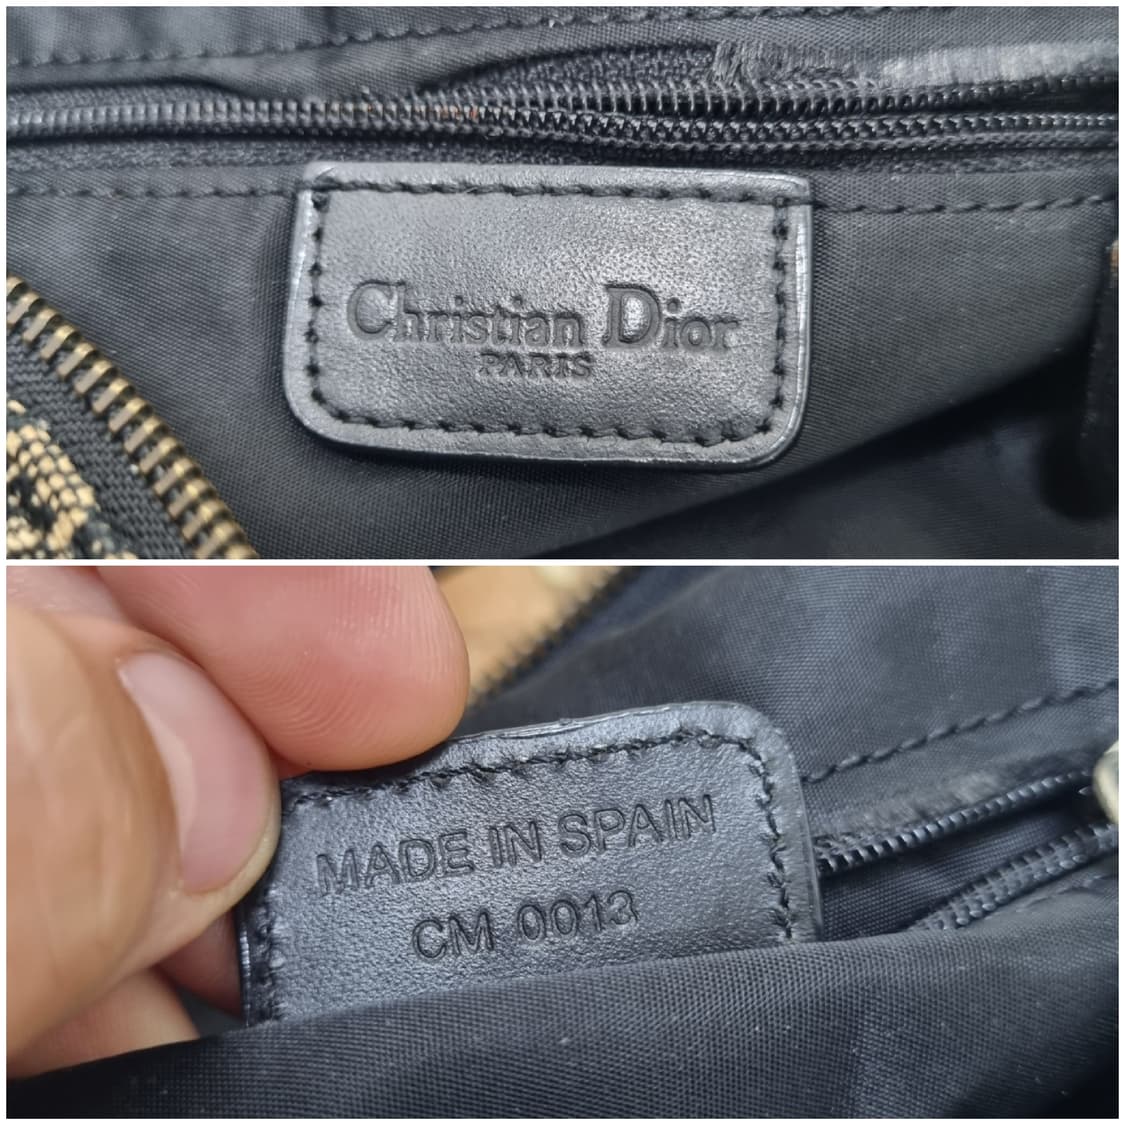 Christian Dior
PARIS
MADE IN SPAIN
CM 0013